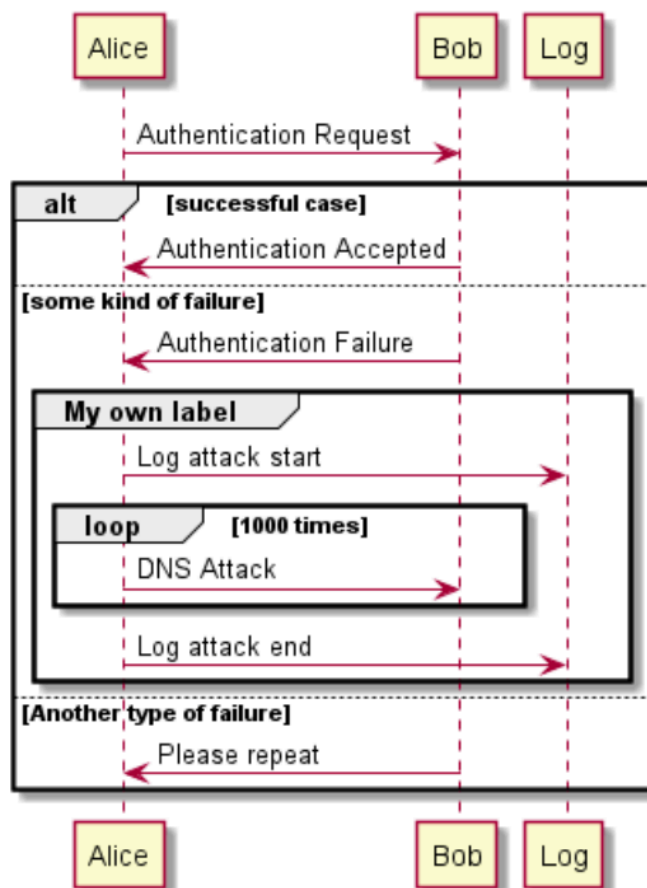 Alice Bob Log
Authentication Request
alt [successful case]
Authentication Accepted
[some kind of failure]
Authentication Failure
My own label
Log attack start
loop [1000 times]
DNS Attack
Log attack end
[Another type of failure]
Please repeat
Alice Bob Log